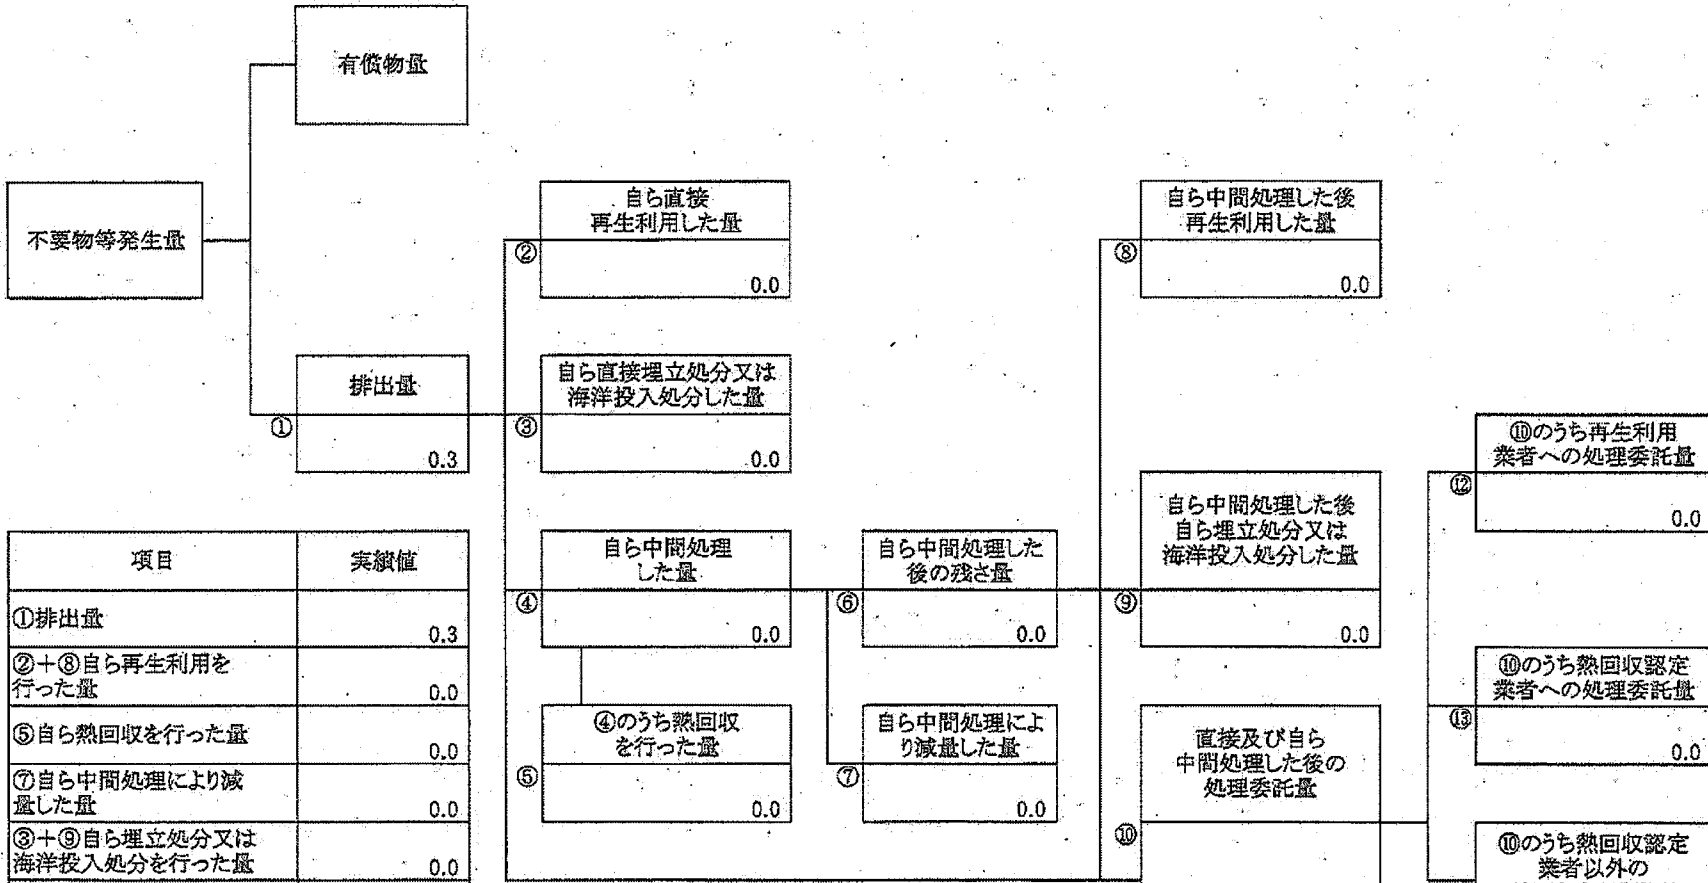 有償物量
不要物等発生量
自ら直接
再生利用した量
②
0.0
自ら中間処理した後
再生利用した量
⑧
0.0
排出量
①
0.3
自ら直接埋立処分又は
海洋投入処分した量
③
0.0
⑩のうち再生利用
業者への処理委託量
⑫
0.0
自ら中間処理した後
自ら埋立処分又は
海洋投入処分した量
⑨
0.0
自ら中間処理
した量
④
0.0
自ら中間処理した
後の残さ量
⑥
0.0
⑩のうち熱回収認定
業者への処理委託量
⑬
0.0
④のうち熱回収
を行った量
⑤
0.0
自ら中間処理によ
り減量した量
⑦
0.0
直接及び自ら
中間処理した後の
処理委託量
⑩
⑩のうち熱回収認定
業者以外の
項目 実績値
①排出量 0.3
②+⑧自ら再生利用を
行った量 0.0
⑤自ら熱回収を行った量 0.0
⑦自ら中間処理により減
量した量 0.0
③+⑨自ら埋立処分又は
海洋投入処分を行った量 0.0